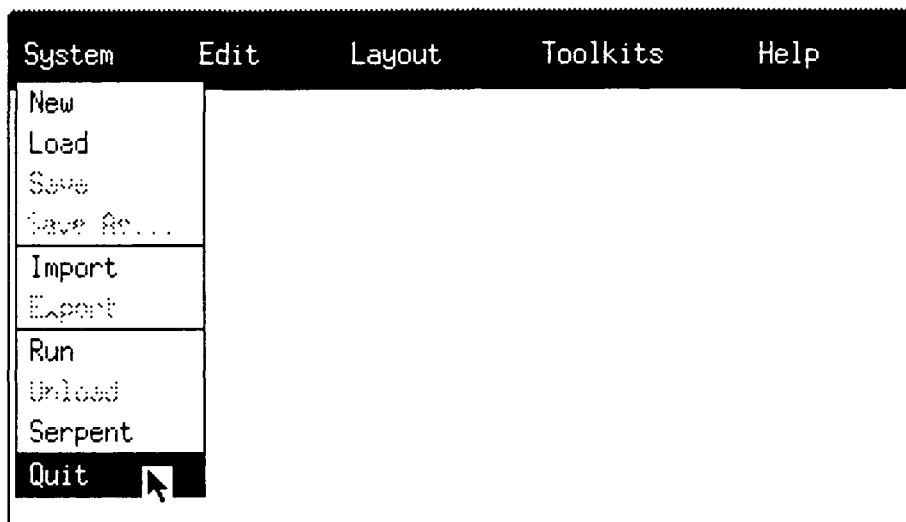 System Edit Layout Toolkits Help
New
Load
Save
Save As...
Import
Export
Run
Unload
Serpent
Quit